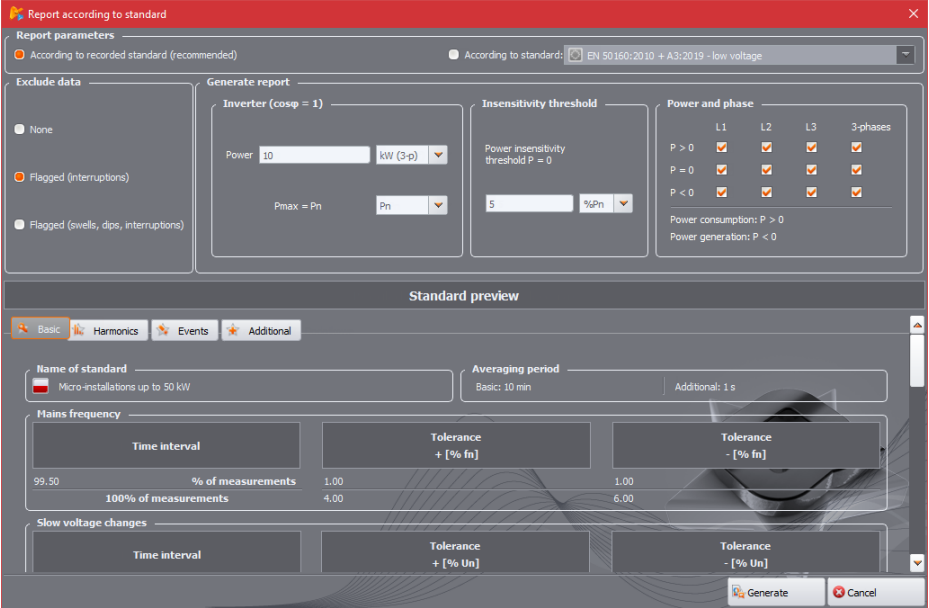 Report according to standard
Report parameters
According to recorded standard (recommended)
According to standard:
EN 50160:2010 + A3:2019 - low voltage
Exclude data
None
Flagged (interruptions)
Flagged (swells, dips, interruptions)
Generate report
Inverter (cosφ = 1)
Power 10 kW (3-p)
Pmax = Pn Pn
Insensitivity threshold
Power insensitivity
threshold P = 0
5 %Pn
Power and phase
L1 L2 L3 3-phases
P > 0
P = 0
P < 0
Power consumption: P > 0
Power generation: P < 0
Standard preview
Basic Harmonics Events Additional
Name of standard
Micro-installations up to 50 kW
Averaging period
Basic: 10 min Additional: 1 s
Mains frequency
Time interval
Tolerance
+ [% fn]
Tolerance
- [% fn]
99.50 % of measurements 1.00 1.00
100% of measurements 4.00 6.00
Slow voltage changes
Time interval
Tolerance
+ [% Un]
Tolerance
- [% Un]
Generate Cancel